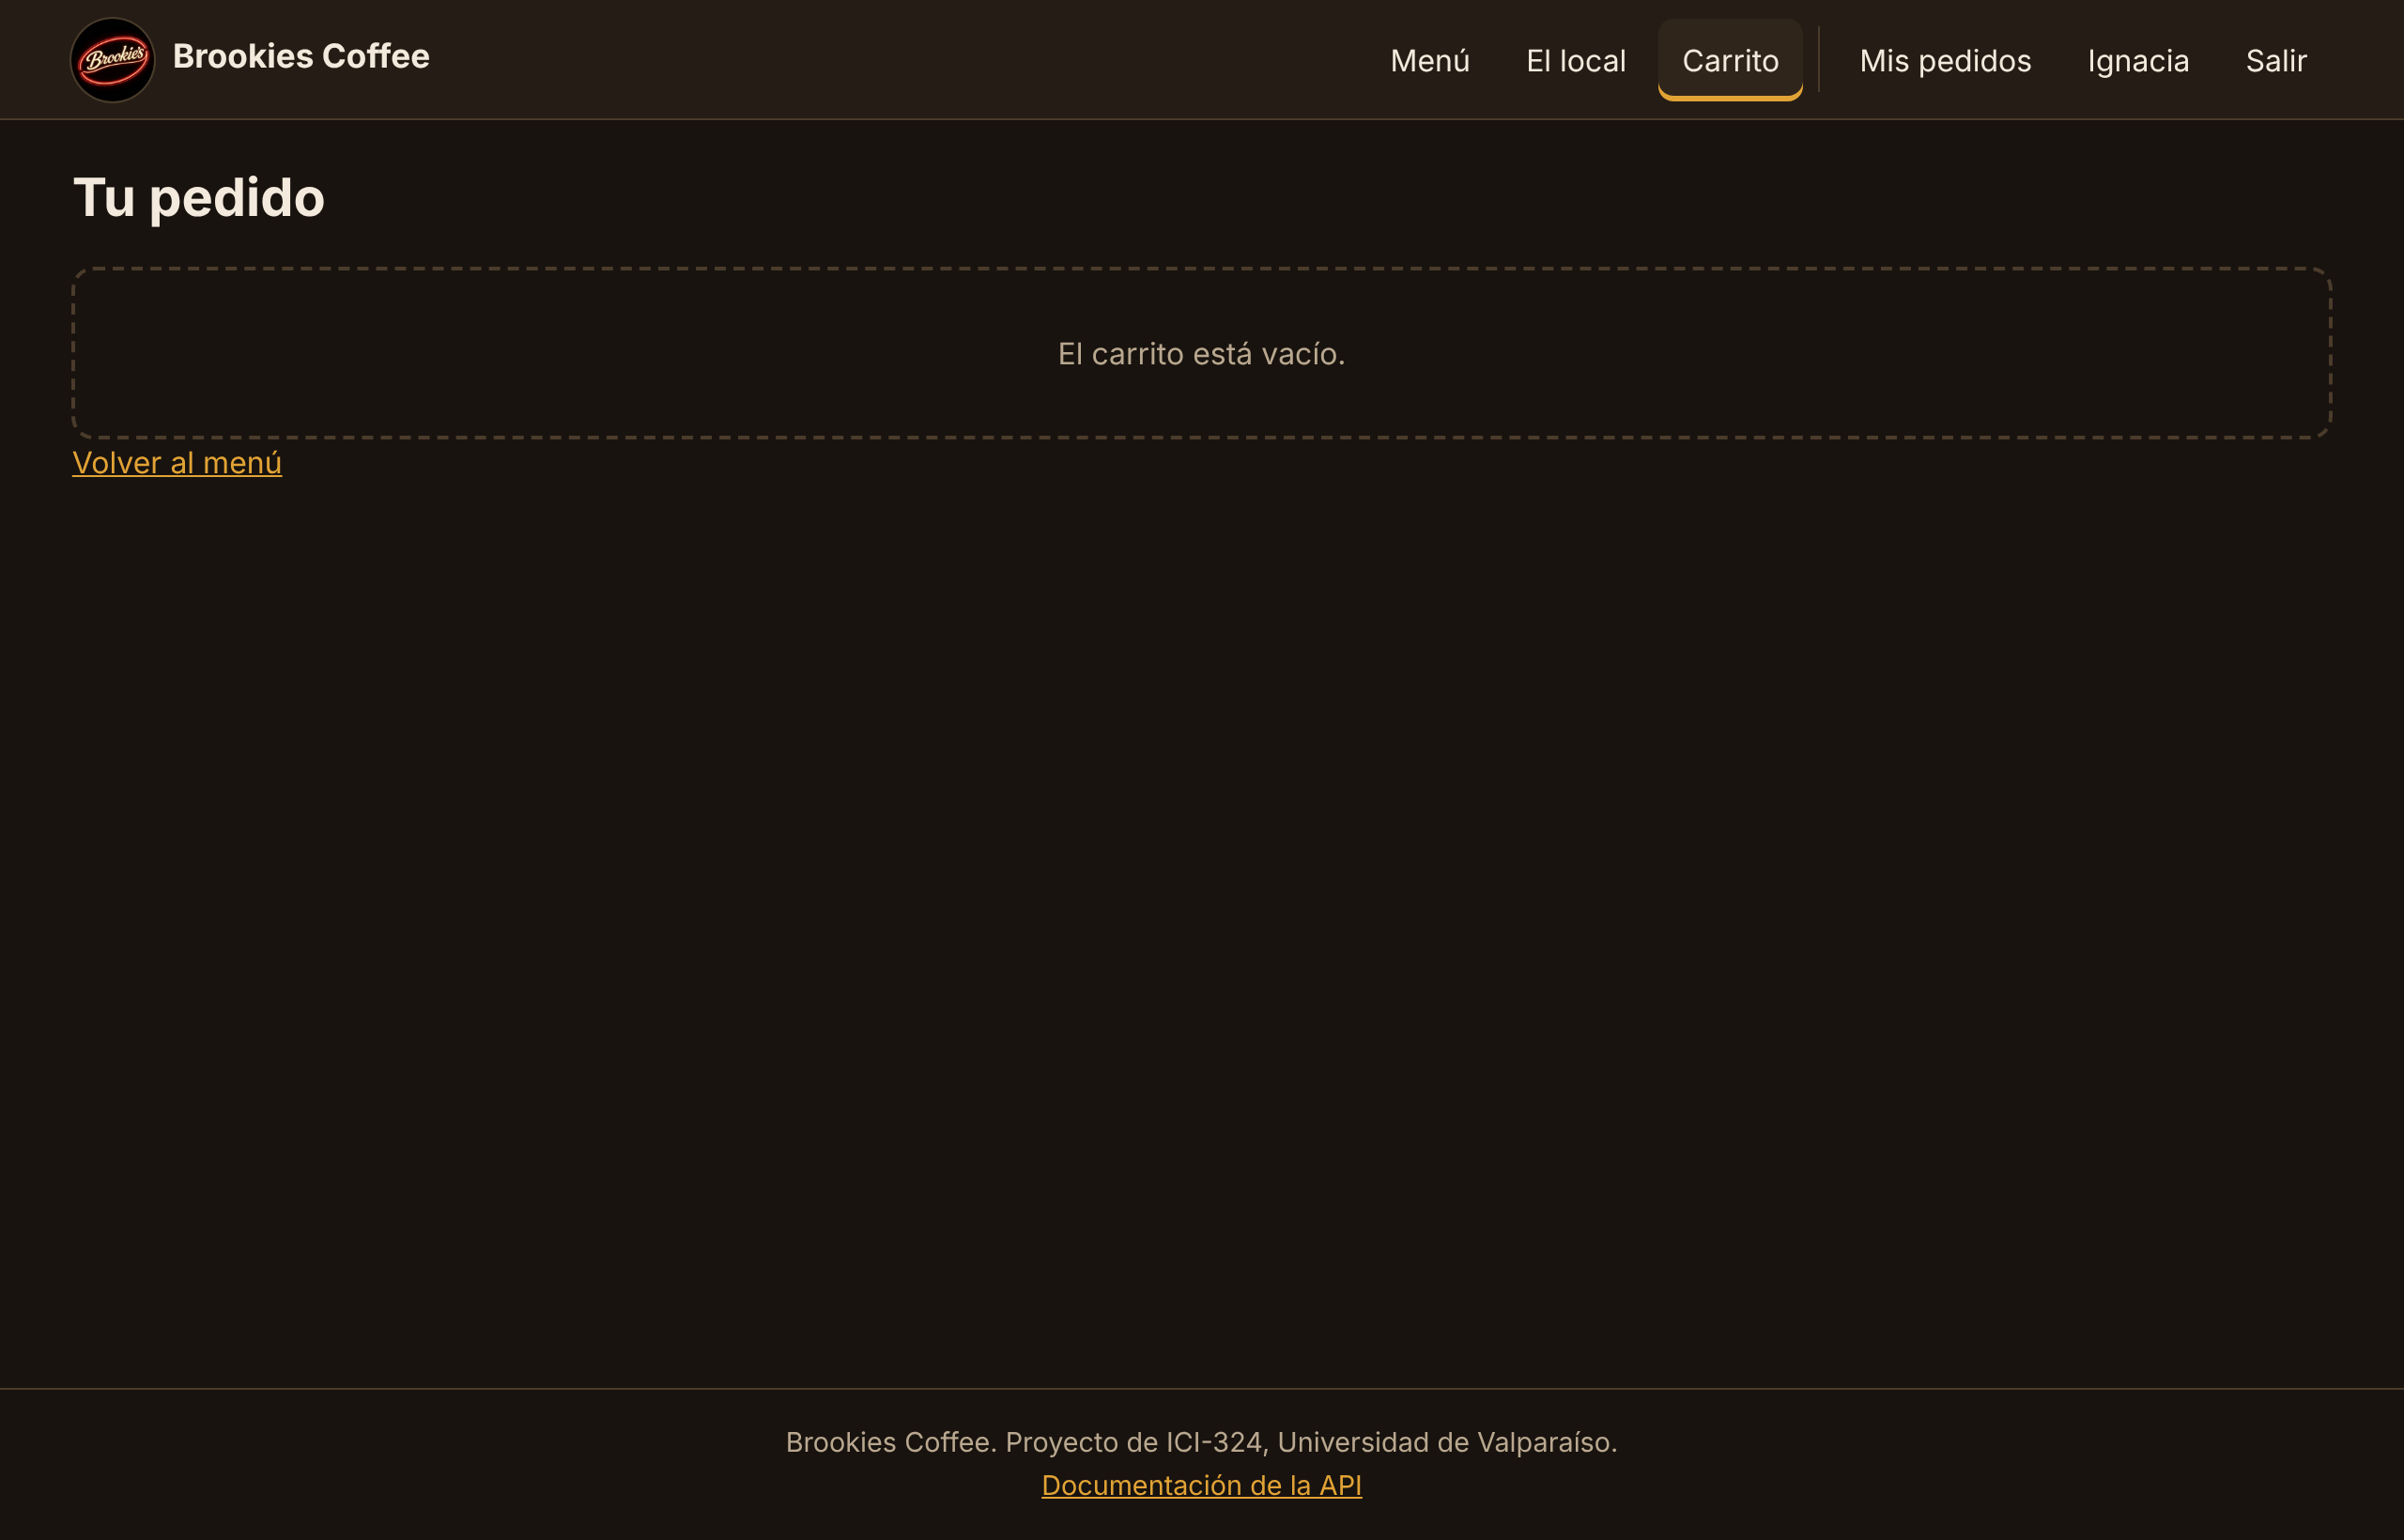 Brookies
Brookies Coffee
Menú
El local
Carrito
Mis pedidos
Ignacia
Salir
Tu pedido
El carrito está vacío.
Volver al menú
Brookies Coffee. Proyecto de ICI-324, Universidad de Valparaíso.
Documentación de la API